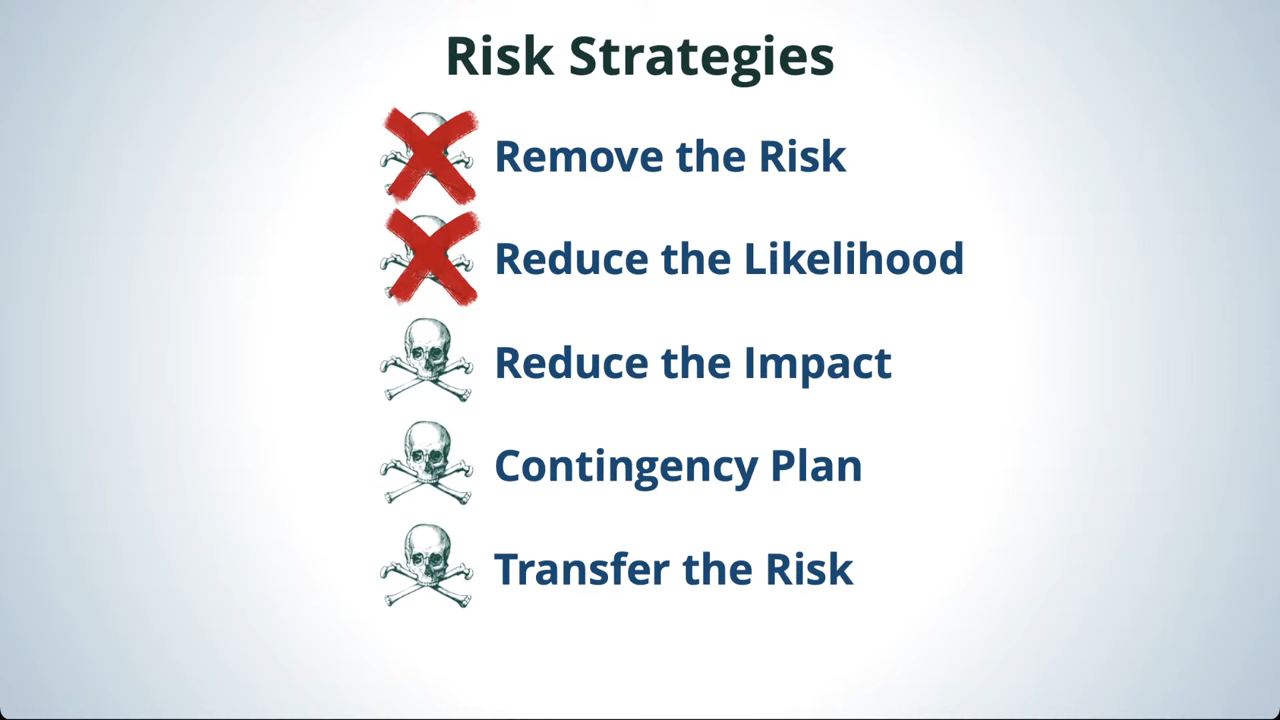 Risk Strategies
Remove the Risk
Reduce the Likelihood
Reduce the Impact
Contingency Plan
Transfer the Risk